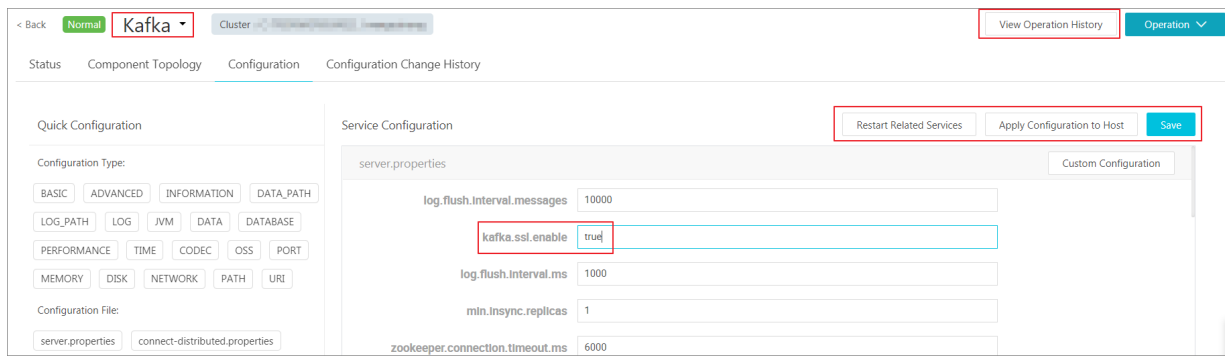 < Back Normal Kafka Cluster View Operation History Operation
Status Component Topology Configuration Configuration Change History
Quick Configuration
Configuration Type:
BASIC ADVANCED INFORMATION DATA_PATH
LOG_PATH LOG JVM DATA DATABASE
PERFORMANCE TIME CODEC OSS PORT
MEMORY DISK NETWORK PATH URI
Configuration File:
server.properties connect-distributed.properties
Service Configuration Restart Related Services Apply Configuration to Host Save
server.properties Custom Configuration
log.flush.interval.messages 10000
kafka.ssl.enable true
log.flush.interval.ms 1000
min.insync.replicas 1
zookeeper.connection.timeout.ms 6000